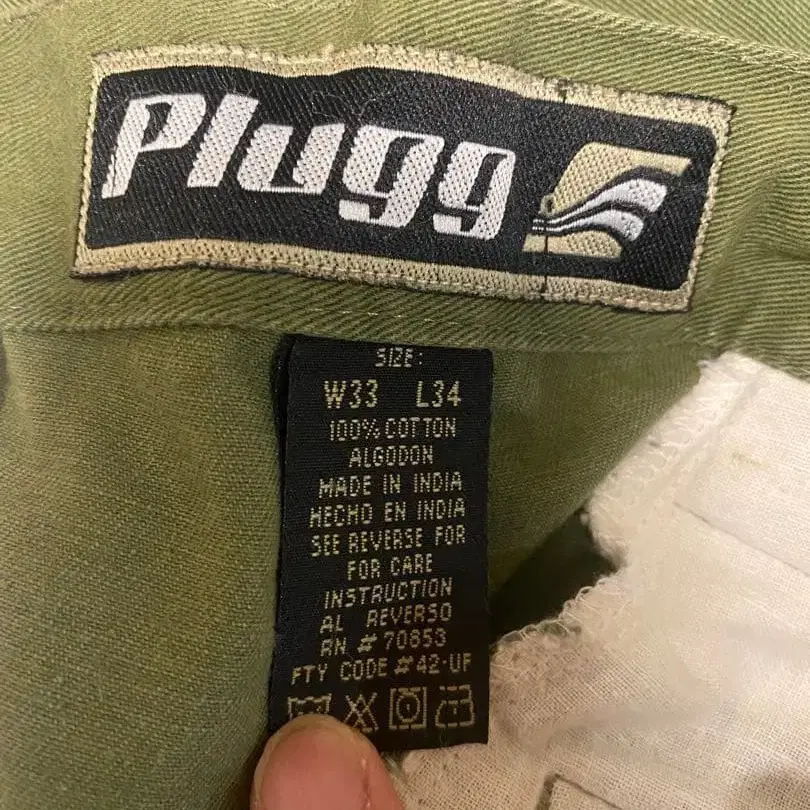 Plugg
SIZE:
W33 L34
100% COTTON
ALGODON
MADE IN INDIA
HECHO EN INDIA
SEE REVERSE FOR
FOR CARE
INSTRUCTION
AL REVERSO
RN # 70853
FTY CODE #42-UF